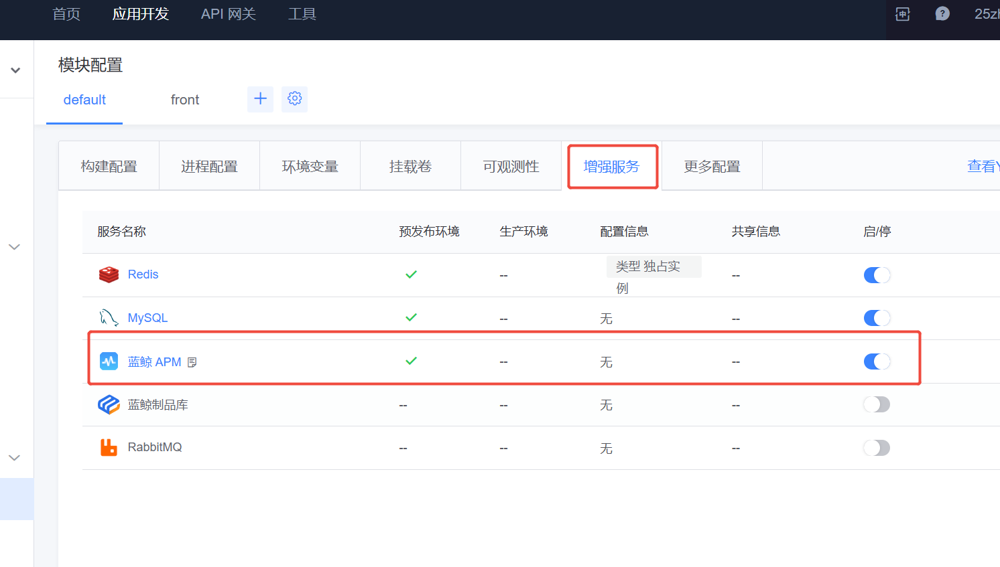 首页 应用开发 API 网关 工具 中 ? 25zh
模块配置
default front
构建配置 进程配置 环境变量 挂载卷 可观测性 增强服务 更多配置 查看Y
服务名称 预发布环境 生产环境 配置信息 共享信息 启/停
Redis -- 类型 独占实 --
例
MySQL -- 无 --
蓝鲸 APM -- 无 --
蓝鲸制品库 -- -- 无 --
RabbitMQ -- -- 无 --